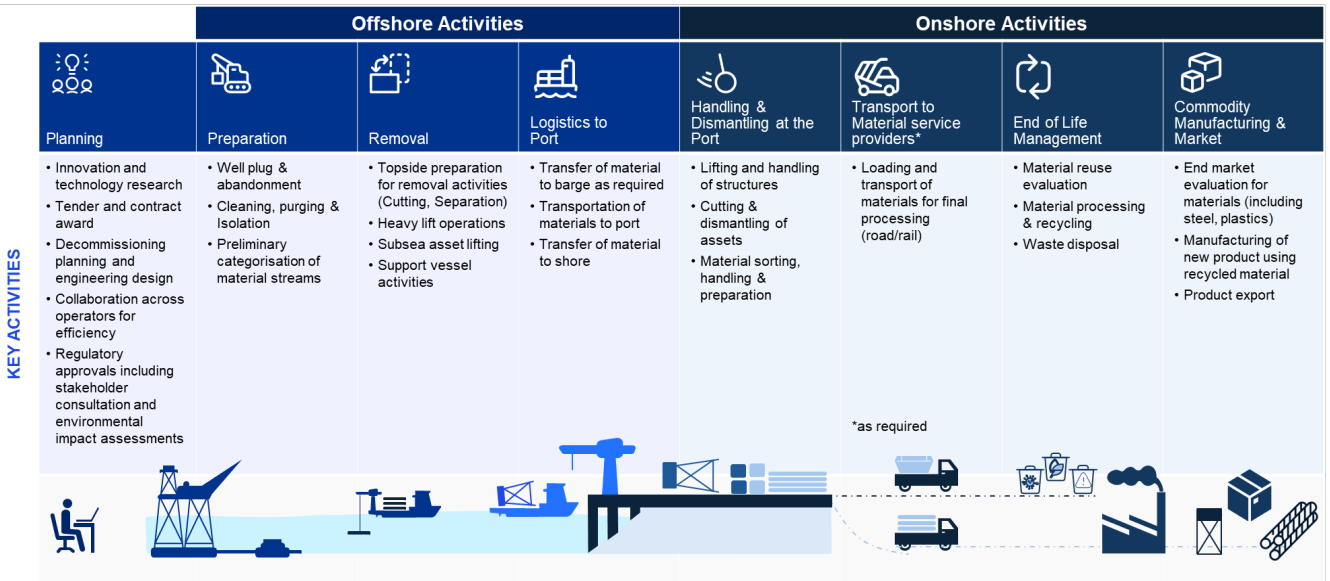 Offshore Activities
Onshore Activities
KEY ACTIVITIES
Planning
• Innovation and
technology research
• Tender and contract
award
• Decommissioning
planning and
engineering design
• Collaboration across
operators for
efficiency
• Regulatory
approvals including
stakeholder
consultation and
environmental
impact assessments
Preparation
• Well plug &
abandonment
• Cleaning, purging &
Isolation
• Preliminary
categorisation of
material streams
Removal
• Topside preparation
for removal activities
(Cutting, Separation)
• Heavy lift operations
• Subsea asset lifting
• Support vessel
activities
Logistics to
Port
• Transfer of material
to barge as required
• Transportation of
materials to port
• Transfer of material
to shore
Handling &
Dismantling at the
Port
• Lifting and handling
of structures
• Cutting &
dismantling of
assets
• Material sorting,
handling &
preparation
Transport to
Material service
providers*
• Loading and
transport of
materials for final
processing
(road/rail)
*as required
End of Life
Management
• Material reuse
evaluation
• Material processing
& recycling
• Waste disposal
Commodity
Manufacturing &
Market
• End market
evaluation for
materials (including
steel, plastics)
• Manufacturing of
new product using
recycled material
• Product export